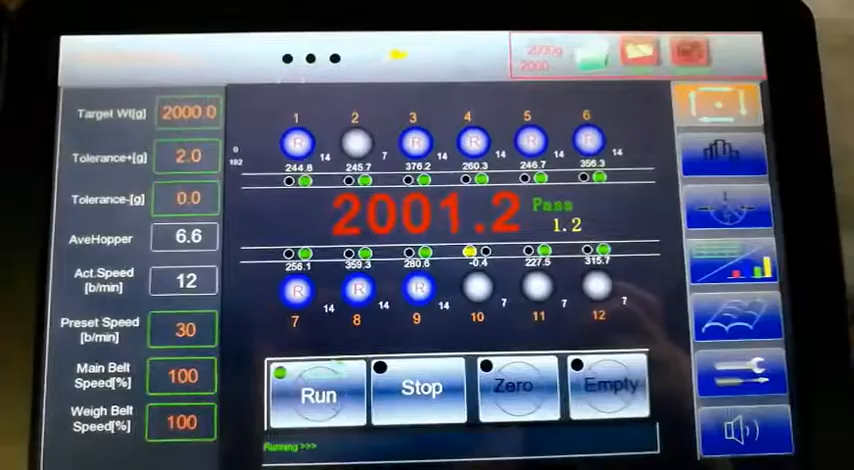 2000g
2000
Target Wt[g] 2000.0
Tolerance+[g] 2.0
Tolerance-[g] 0.0
AveHopper 6.6
Act.Speed
[b/min] 12
Preset Speed
[b/min] 30
Main Belt
Speed[%] 100
Weigh Belt
Speed[%] 100
1 2 3 4 5 6
0
192
R R R R R
14 7 14 14 14 14
244.8 245.7 376.2 260.3 246.7 356.3
2001.2 Pass
1.2
256.1 359.3 280.6 -0.4 227.5 315.7
R R R
14 14 14 7 7 7
7 8 9 10 11 12
Run Stop Zero Empty
Running >>>